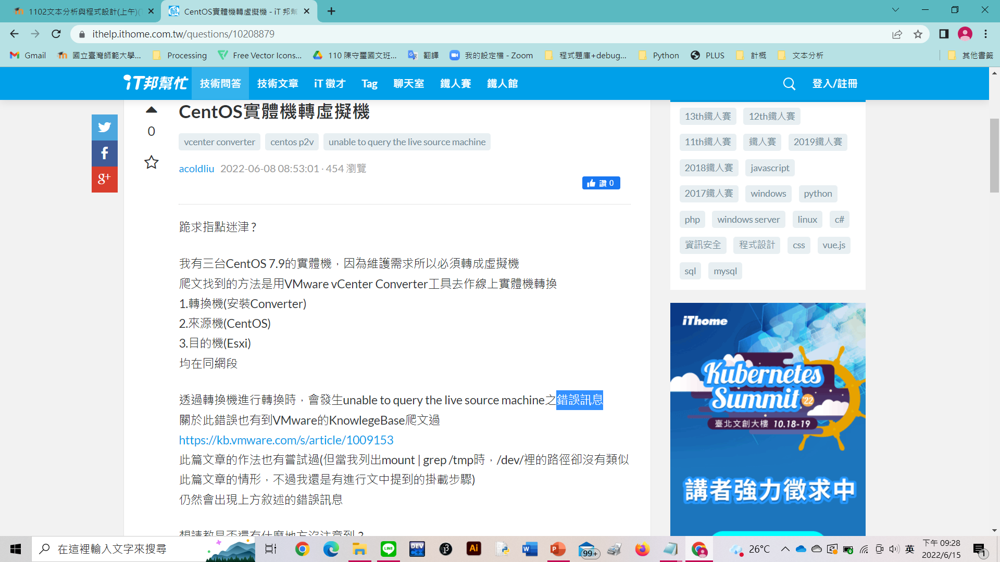 1102文本分析與程式設計(上午)(
CentOS實體機轉虛擬機 - iT 邦幫
ithelp.ithome.com.tw/questions/10208879
Gmail
國立臺灣師範大學...
Processing
Free Vector Icons...
110 陳守璽國文班...
翻譯
我的設定檔 - Zoom
程式題庫+debug...
Python
PLUS
計概
文本分析
其他書籤
iT邦幫忙
技術問答
技術文章
iT 徵才
Tag
聊天室
鐵人賽
鐵人館
登入/註冊
0
g+
CentOS實體機轉虛擬機
vcenter converter
centos p2v
unable to query the live source machine
acoldliu 2022-06-08 08:53:01 ‧ 454 瀏覽
讚 0
跪求指點迷津?
我有三台CentOS 7.9的實體機,因為維護需求所以必須轉成虛擬機
爬文找到的方法是用VMware vCenter Converter工具去作線上實體機轉換
1.轉換機(安裝Converter)
2.來源機(CentOS)
3.目的機(Esxi)
均在同網段
透過轉換機進行轉換時,會發生unable to query the live source machine之錯誤訊息
關於此錯誤也有到VMware的KnowlegeBase爬文過
https://kb.vmware.com/s/article/1009153
此篇文章的作法也有嘗試過(但當我列出mount | grep /tmp時,/dev/裡的路徑卻沒有類似
此篇文章的情形,不過我還是有進行文中提到的掛載步驟)
仍然會出現上方敘述的錯誤訊息
想請教是否還有什麼地方沒注意到?
13th鐵人賽
12th鐵人賽
11th鐵人賽
鐵人賽
2019鐵人賽
2018鐵人賽
javascript
2017鐵人賽
windows
python
php
windows server
linux
c#
資訊安全
程式設計
css
vue.js
sql
mysql
iThome
Kubernetes
Summit '22
臺北文創大樓 10.18-19
講者強力徵求中
在這裡輸入文字來搜尋
LINE
DEV C++
Ai
W
P
99+
26°C
英
下午 09:28
2022/6/15
1